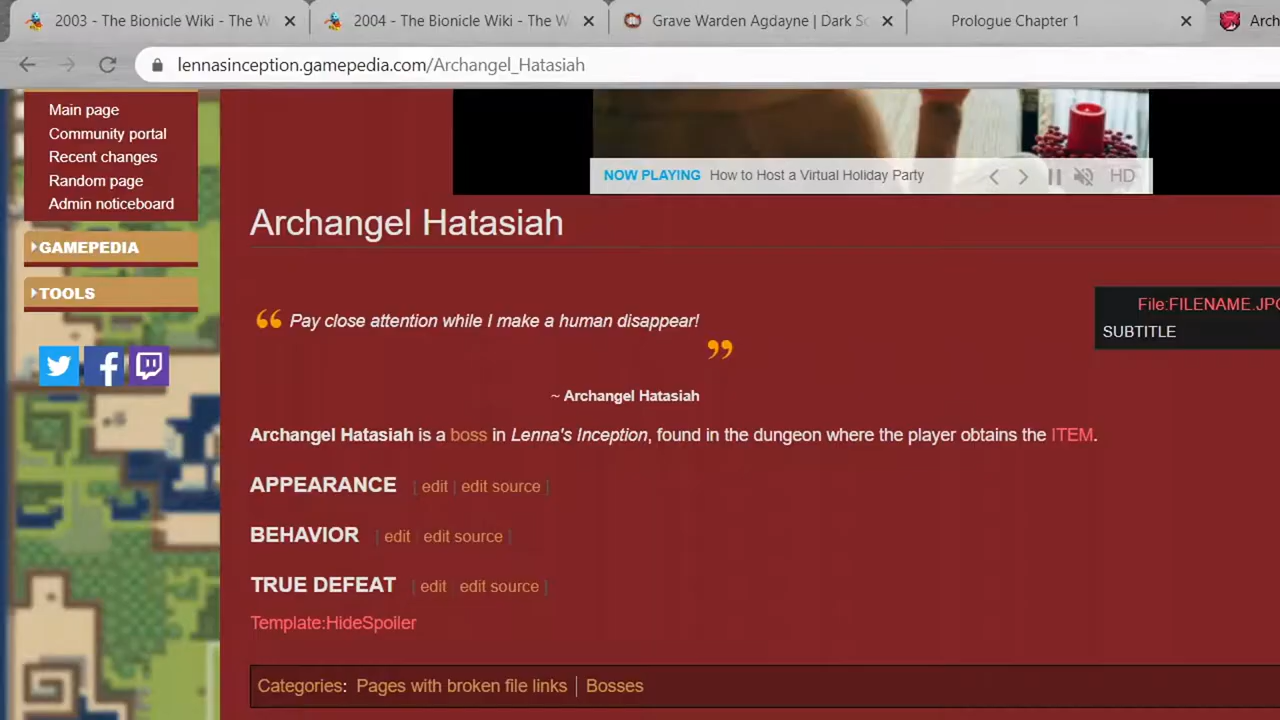 2003 - The Bionicle Wiki - The W
2004 - The Bionicle Wiki - The W
Grave Warden Agdayne | Dark So
Prologue Chapter 1
Arch
lennasinception.gamepedia.com/Archangel_Hatasiah
Main page
Community portal
Recent changes
Random page
Admin noticeboard
GAMEPEDIA
TOOLS
NOW PLAYING How to Host a Virtual Holiday Party
HD
Archangel Hatasiah
File:FILENAME.JPG
SUBTITLE
“ Pay close attention while I make a human disappear!
”
~ Archangel Hatasiah
Archangel Hatasiah is a boss in Lenna's Inception, found in the dungeon where the player obtains the ITEM.
APPEARANCE [ edit | edit source ]
BEHAVIOR [ edit | edit source ]
TRUE DEFEAT [ edit | edit source ]
Template:HideSpoiler
Categories: Pages with broken file links | Bosses